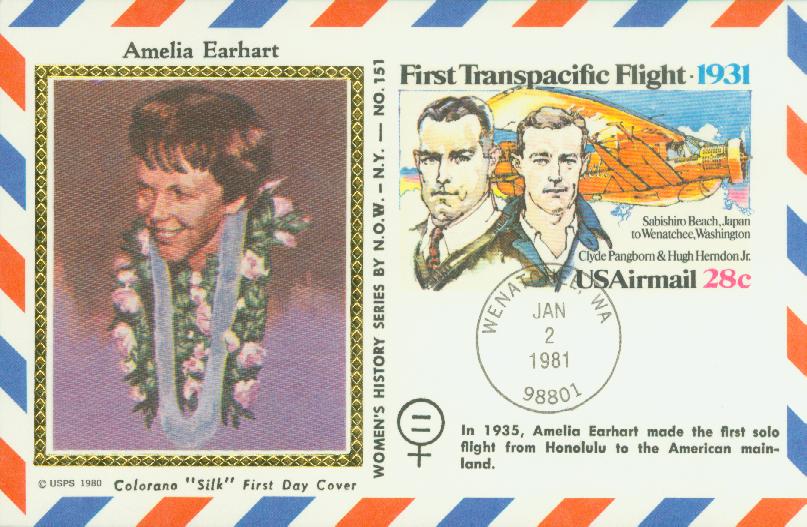 Amelia Earhart
© USPS 1980 Colorano "Silk" First Day Cover
WOMEN'S HISTORY SERIES BY N.O.W. – N.Y. — NO. 151
First Transpacific Flight · 1931
Sabishiro Beach, Japan
to Wenatchee, Washington
Clyde Pangborn & Hugh Herndon Jr.
USAirmail 28c
WENATCHEE, WA
JAN
2
1981
98801
In 1935, Amelia Earhart made the first solo
flight from Honolulu to the American main-
land.